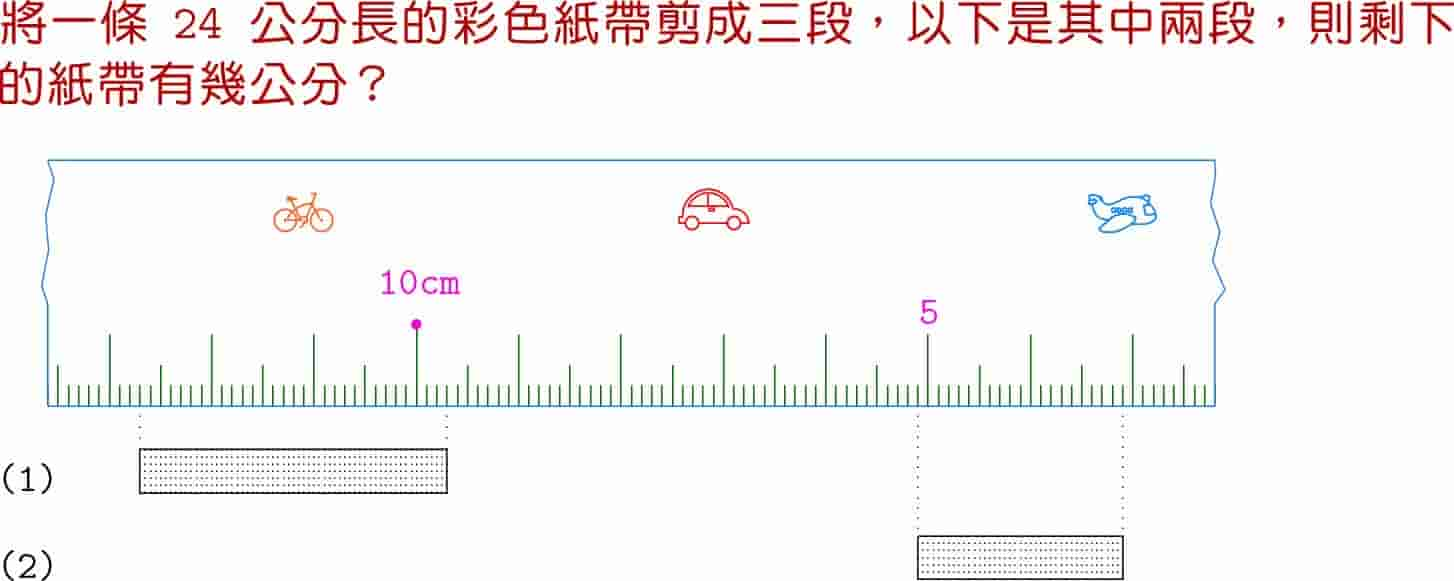 將一條 24 公分長的彩色紙帶剪成三段，以下是其中兩段，則剩下
的紙帶有幾公分？
10cm
5
(1)
(2)